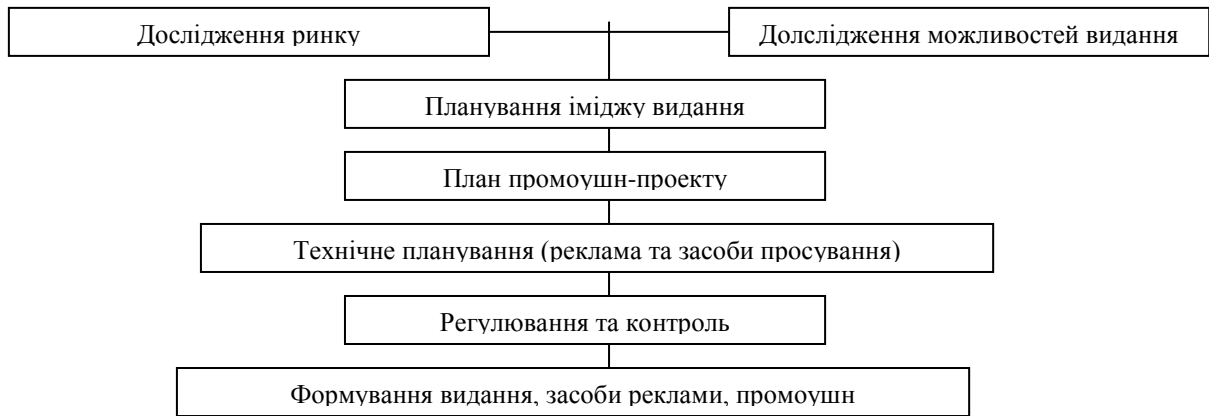 Дослідження ринку
Долслідження можливостей видання
Планування іміджу видання
План промоушн-проекту
Технічне планування (реклама та засоби просування)
Регулювання та контроль
Формування видання, засоби реклами, промоушн